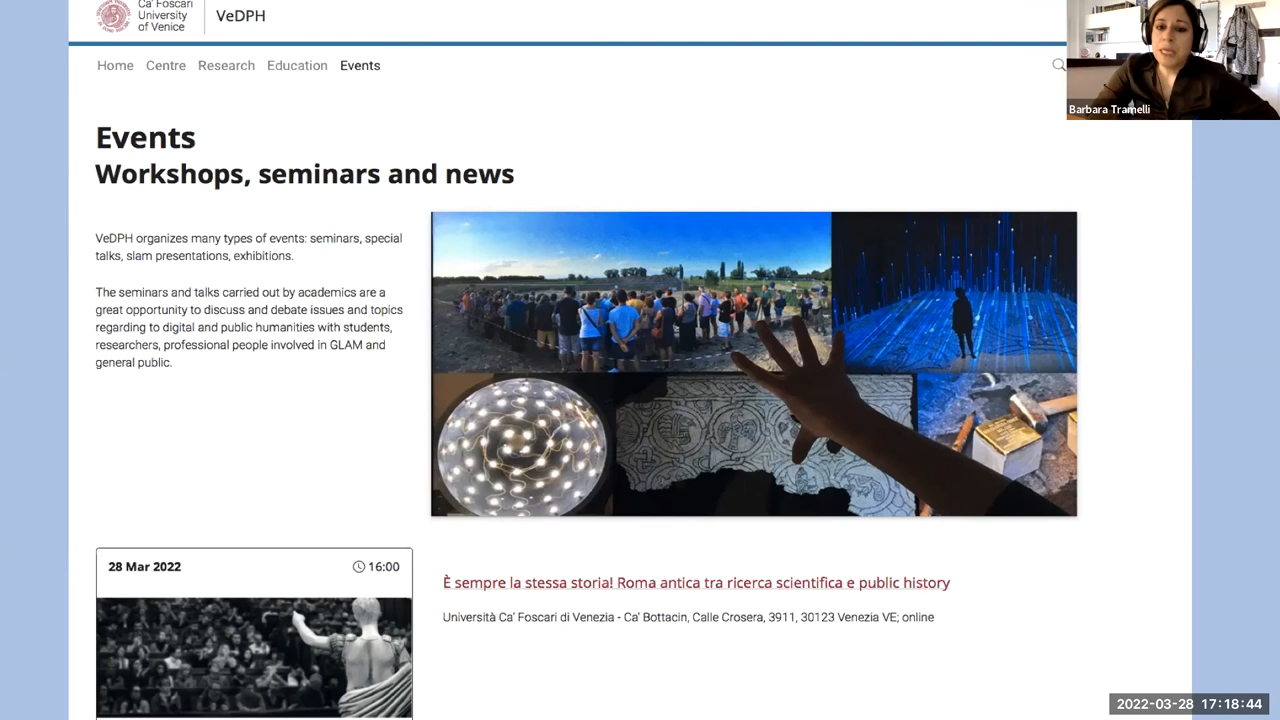 Ca' Foscari
University
of Venice
VeDPH
Home Centre Research Education Events
Barbara Tramelli
Events
Workshops, seminars and news
VeDPH organizes many types of events: seminars, special
talks, slam presentations, exhibitions.
The seminars and talks carried out by academics are a
great opportunity to discuss and debate issues and topics
regarding to digital and public humanities with students,
researchers, professional people involved in GLAM and
general public.
28 Mar 2022 16:00
È sempre la stessa storia! Roma antica tra ricerca scientifica e public history
Università Ca' Foscari di Venezia - Ca' Bottacin, Calle Crosera, 3911, 30123 Venezia VE; online
2022-03-28 17:18:44